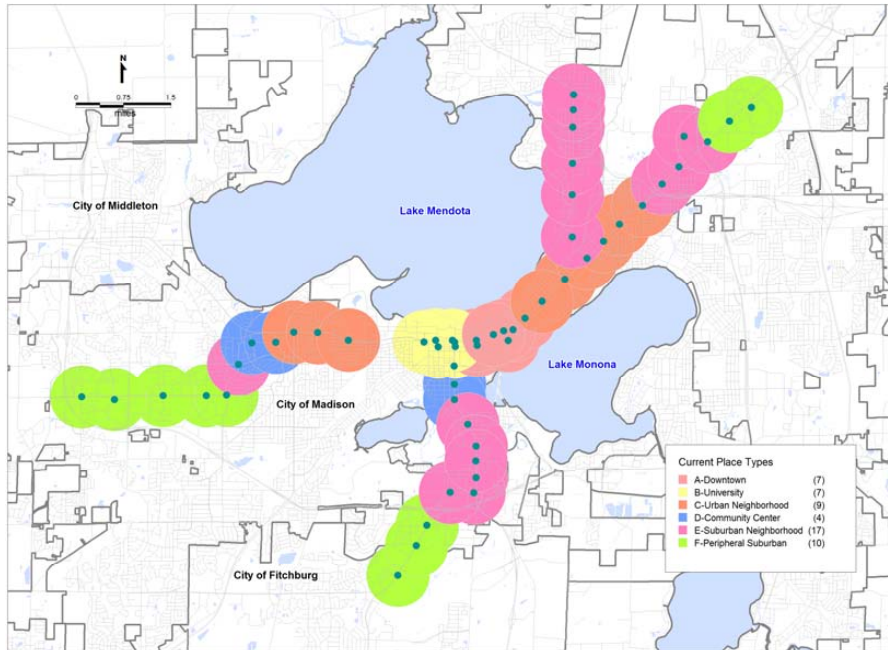 N
0 0.75 1.5
miles
City of Middleton
Lake Mendota
City of Madison
Lake Monona
City of Fitchburg
Current Place Types
A-Downtown (7)
B-University (7)
C-Urban Neighborhood (9)
D-Community Center (4)
E-Suburban Neighborhood (17)
F-Peripheral Suburban (10)